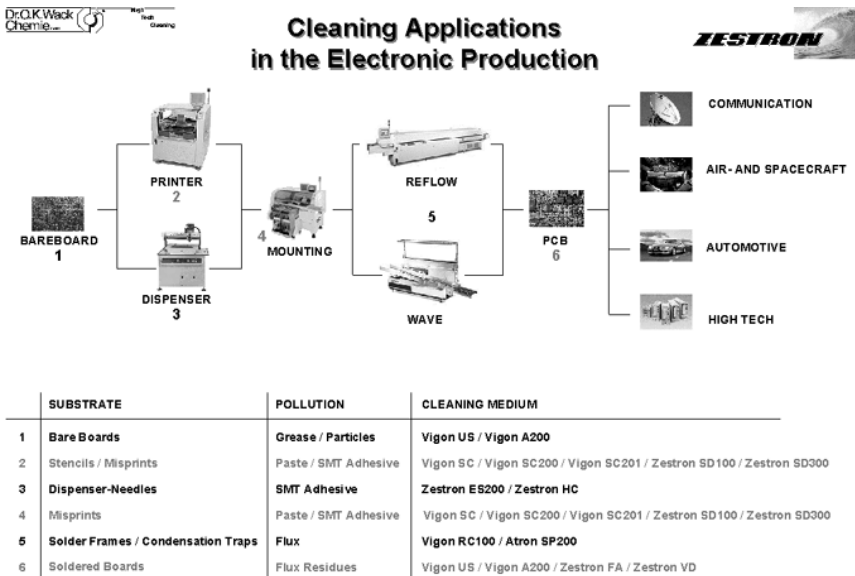 Dr.O.K.Wack
Chemie
High
Tech
Cleaning
Cleaning Applications
in the Electronic Production
ZESTRON
COMMUNICATION
PRINTER
2
REFLOW
AIR- AND SPACECRAFT
BAREBOARD
1
4
MOUNTING
5
PCB
6
AUTOMOTIVE
DISPENSER
3
WAVE
HIGH TECH
SUBSTRATE POLLUTION CLEANING MEDIUM
1 Bare Boards Grease / Particles Vigon US / Vigon A200
2 Stencils / Misprints Paste / SMT Adhesive Vigon SC / Vigon SC200 / Vigon SC201 / Zestron SD100 / Zestron SD300
3 Dispenser-Needles SMT Adhesive Zestron ES200 / Zestron HC
4 Misprints Paste / SMT Adhesive Vigon SC / Vigon SC200 / Vigon SC201 / Zestron SD100 / Zestron SD300
5 Solder Frames / Condensation Traps Flux Vigon RC100 / Atron SP200
6 Soldered Boards Flux Residues Vigon US / Vigon A200 / Zestron FA / Zestron VD